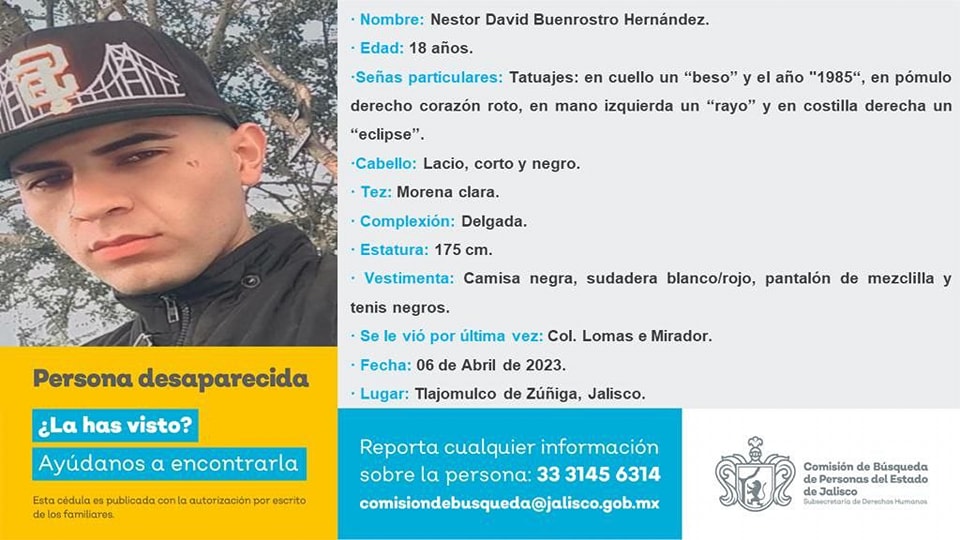 · Nombre: Nestor David Buenrostro Hernández.
· Edad: 18 años.
·Señas particulares: Tatuajes: en cuello un “beso” y el año "1985“, en pómulo
derecho corazón roto, en mano izquierda un “rayo” y en costilla derecha un
“eclipse”.
·Cabello: Lacio, corto y negro.
· Tez: Morena clara.
· Complexión: Delgada.
· Estatura: 175 cm.
· Vestimenta: Camisa negra, sudadera blanco/rojo, pantalón de mezclilla y
tenis negros.
· Se le vió por última vez: Col. Lomas e Mirador.
· Fecha: 06 de Abril de 2023.
· Lugar: Tlajomulco de Zúñiga, Jalisco.
Persona desaparecida
¿La has visto?
Ayúdanos a encontrarla
Esta cédula es publicada con la autorización por escrito
de los familiares.
Reporta cualquier información
sobre la persona: 33 3145 6314
comisiondebusqueda@jalisco.gob.mx
Comisión de Búsqueda
de Personas del Estado
de Jalisco
Subsecretaría de Derechos Humanos